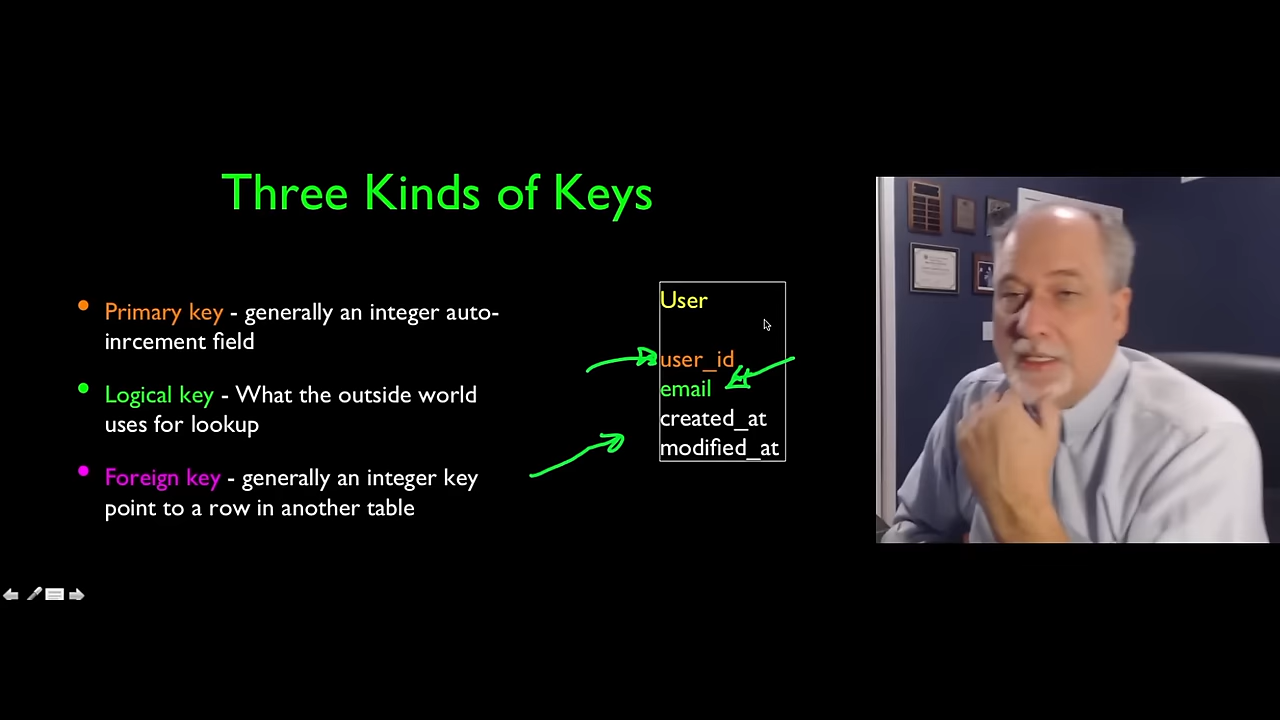 Three Kinds of Keys
• Primary key - generally an integer auto-
inrcement field
• Logical key - What the outside world
uses for lookup
• Foreign key - generally an integer key
point to a row in another table
User
user_id
email
created_at
modified_at